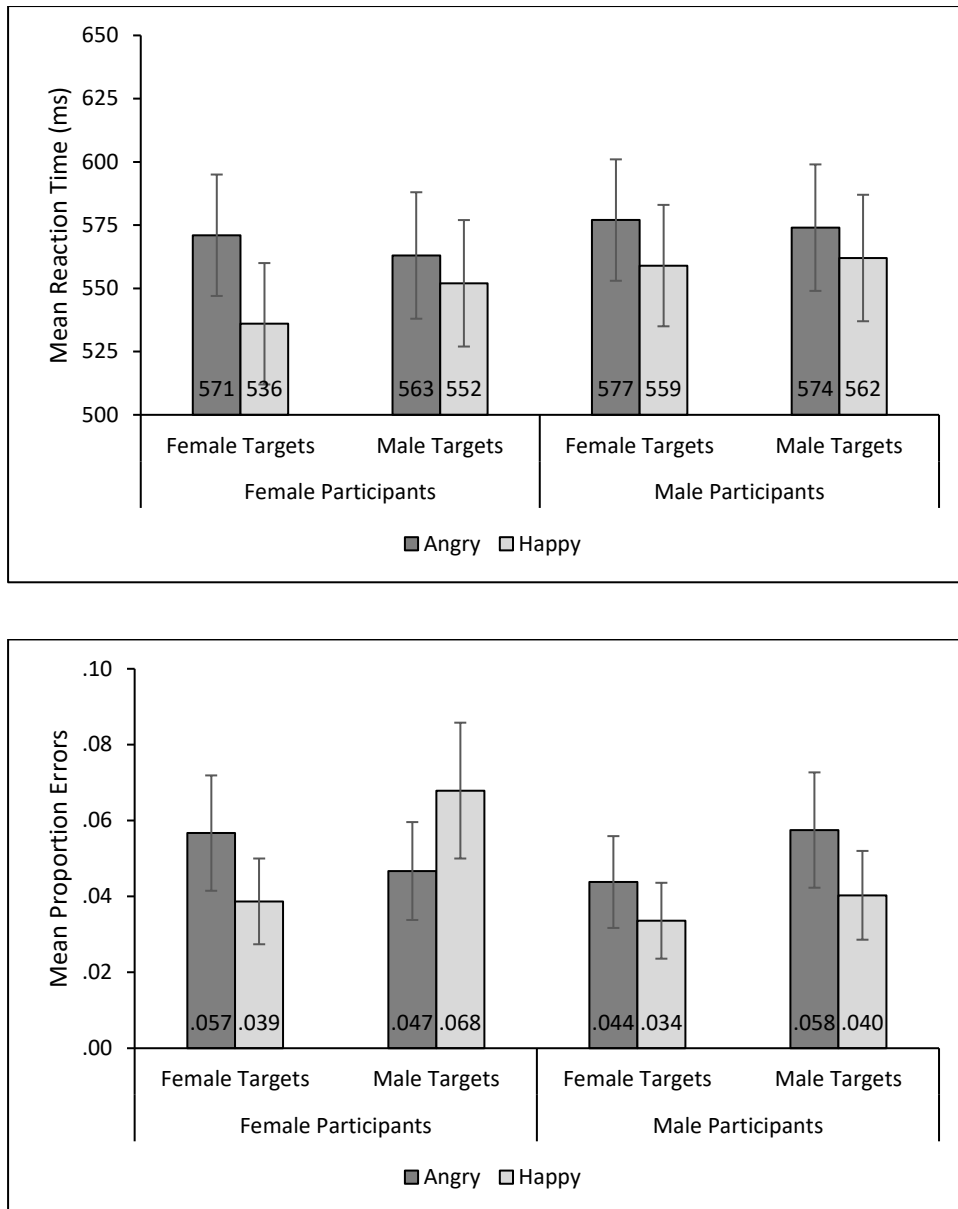 650
625
600
575
550
525
500
Mean Reaction Time (ms)
571 536 563 552 577 559 574 562
Female Targets Male Targets Female Targets Male Targets
Female Participants Male Participants
Angry Happy
.10
.08
.06
.04
.02
.00
Mean Proportion Errors
.057 .039 .047 .068 .044 .034 .058 .040
Female Targets Male Targets Female Targets Male Targets
Female Participants Male Participants
Angry Happy